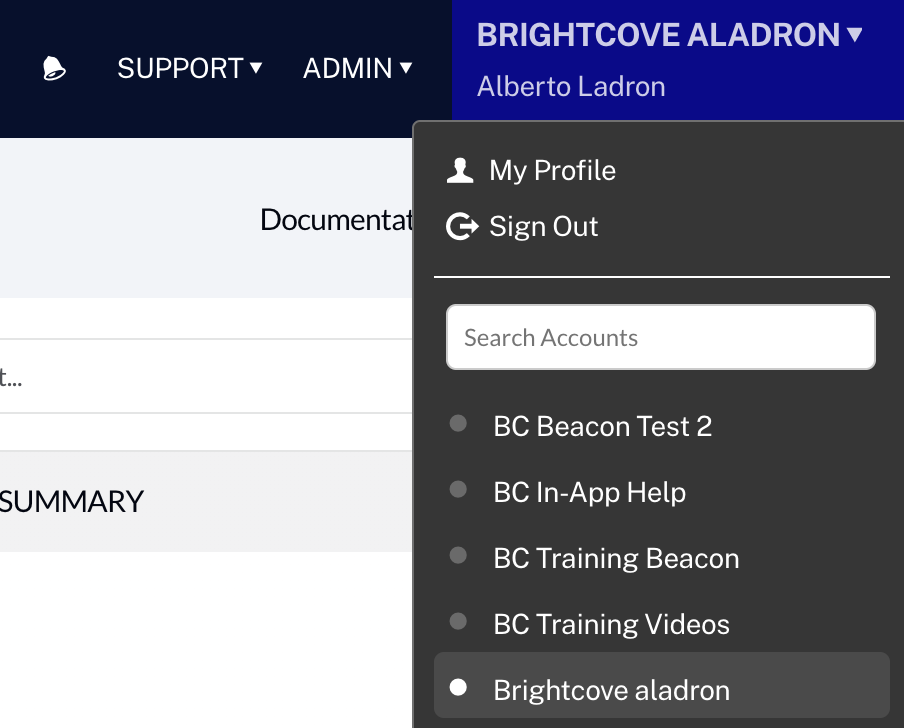 SUPPORT ▼ ADMIN ▼ BRIGHTCOVE ALADRON ▼
Alberto Ladron
My Profile
Sign Out
Documentat
Search Accounts
t...
BC Beacon Test 2
BC In-App Help
SUMMARY
BC Training Beacon
BC Training Videos
Brightcove aladron